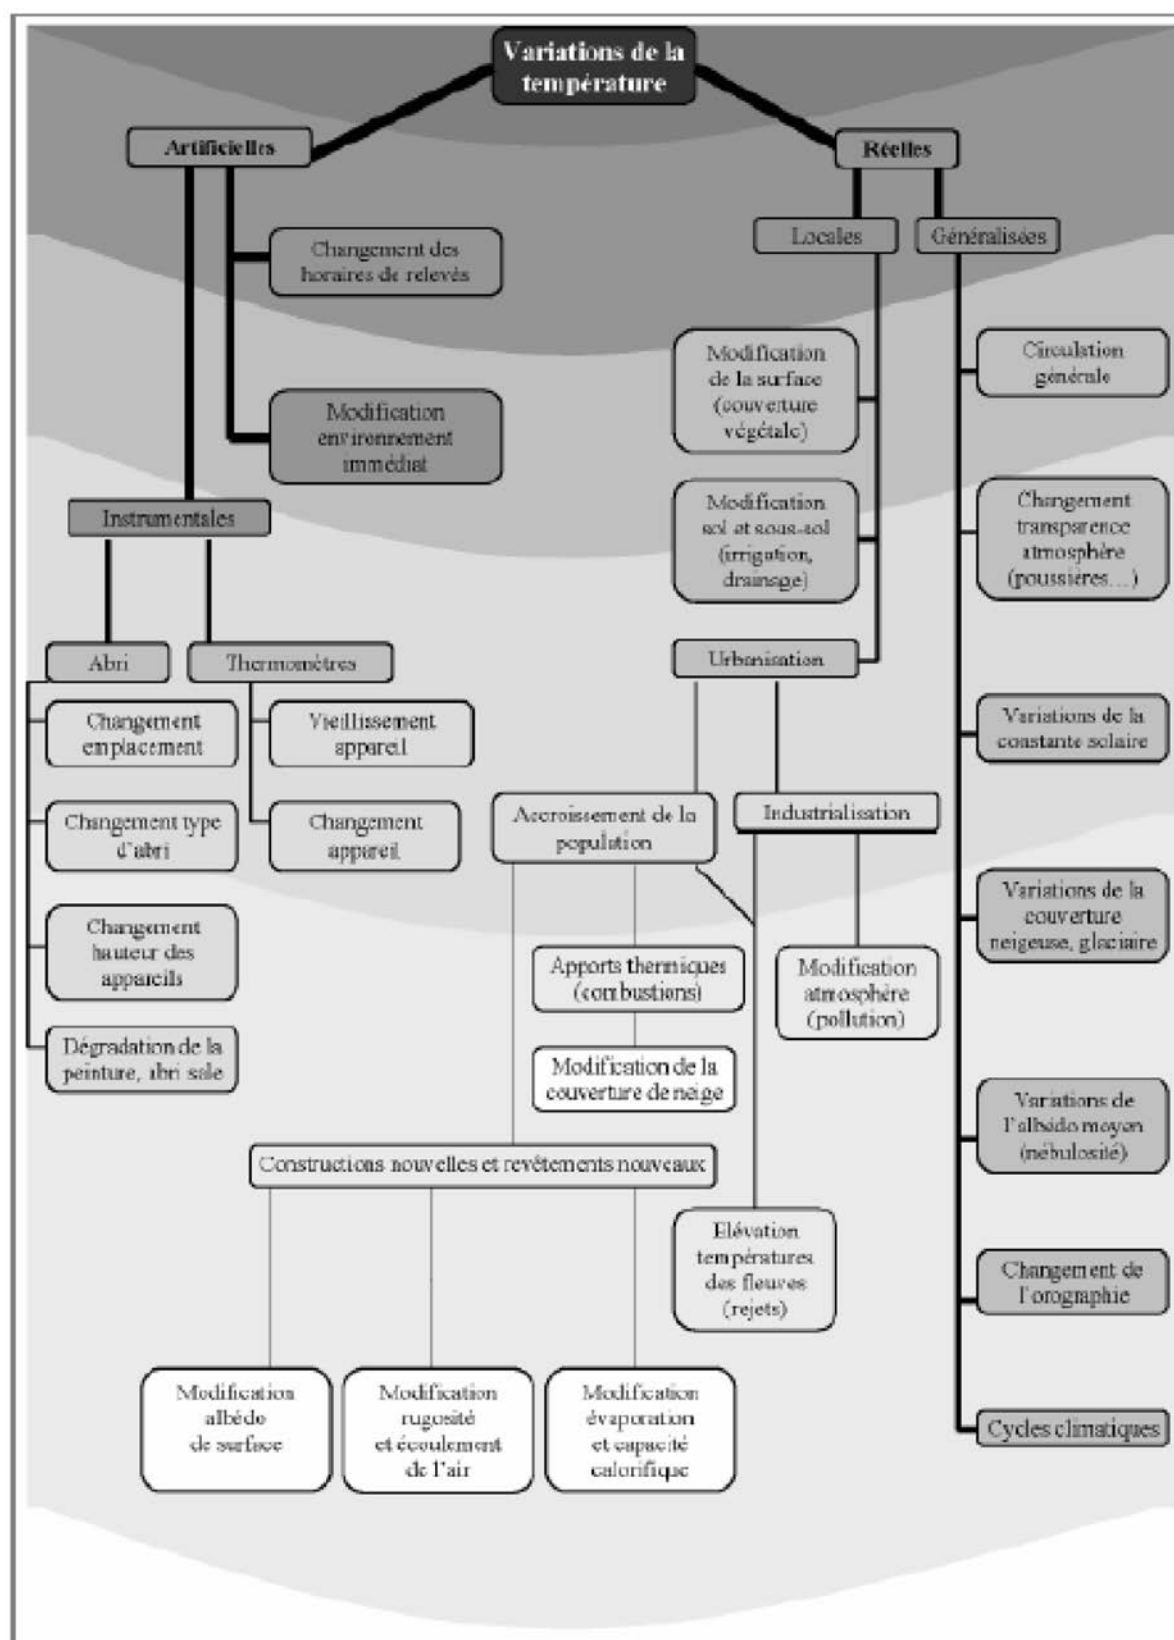 Variations de la
température
Artificielles
Réelles
Locales
Généralisées
Changement des
horaires de relevés
Modification
environnement
immédiat
Instrumentales
Abri
Thermomètres
Changement
emplacement
Changement type
d'abri
Changement
hauteur des
appareils
Dégradation de la
peinture, abri sale
Vieillissement
appareil
Changement
appareil
Modification
de la surface
(couverture
végétale)
Modification
sol et sous-sol
(irrigation,
drainage)
Urbanisation
Accroissement de la
population
Industrialisation
Apports thermiques
(combustions)
Modification de la
couverture de neige
Modification
atmosphère
(pollution)
Constructions nouvelles et revêtements nouveaux
Elévation
températures
des fleuves
(rejets)
Modification
albédo
de surface
Modification
rugosité
et écoulement
de l'air
Modification
évaporation
et capacité
calorifique
Circulation
générale
Changement
transparence
atmosphère
(poussières…)
Variations de la
constante solaire
Variations de la
couverture
neigeuse, glaciaire
Variations de
l'albédo moyen
(nébulosité)
Changement de
l'orographie
Cycles climatiques